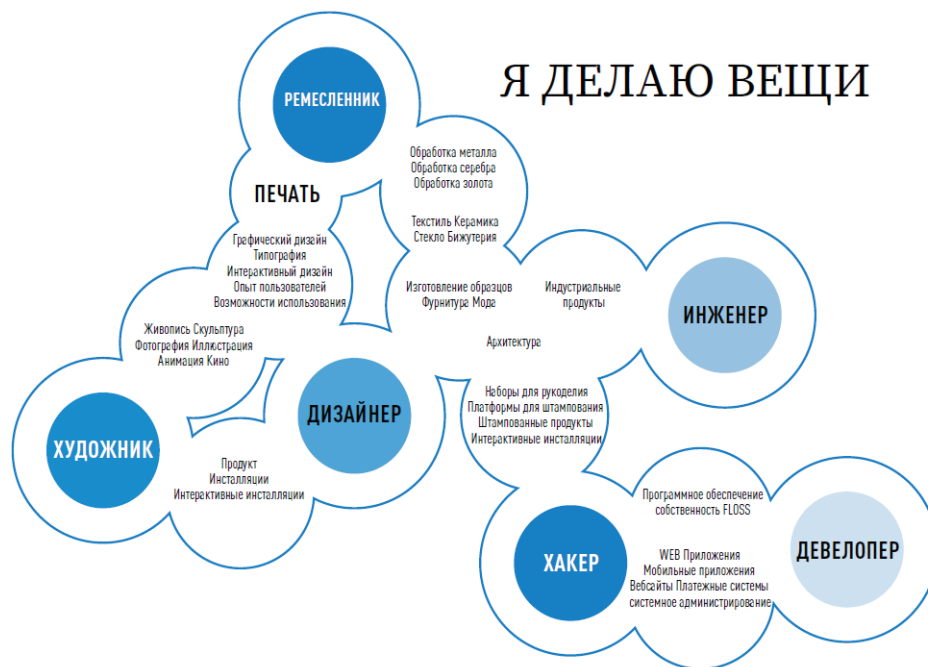 Я ДЕЛАЮ ВЕЩИ
РЕМЕСЛЕННИК
Обработка металла
Обработка серебра
Обработка золота
Текстиль Керамика
Стекло Бижутерия
ПЕЧАТЬ
Графический дизайн
Типография
Интерактивный дизайн
Опыт пользователей
Возможности использования
Изготовление образцов
Фурнитура Мода
Индустриальные
продукты
ИНЖЕНЕР
Архитектура
Живопись Скульптура
Фотография Иллюстрация
Анимация Кино
ДИЗАЙНЕР
Наборы для рукоделия
Платформы для штампования
Штампованные продукты
Интерактивные инсталляции
ХУДОЖНИК
Продукт
Инсталляции
Интерактивные инсталляции
ХАКЕР
Программное обеспечение
собственность FLOSS
WEB Приложения
Мобильные приложения
Вебсайты Платежные системы
системное администрирование
ДЕВЕЛОПЕР